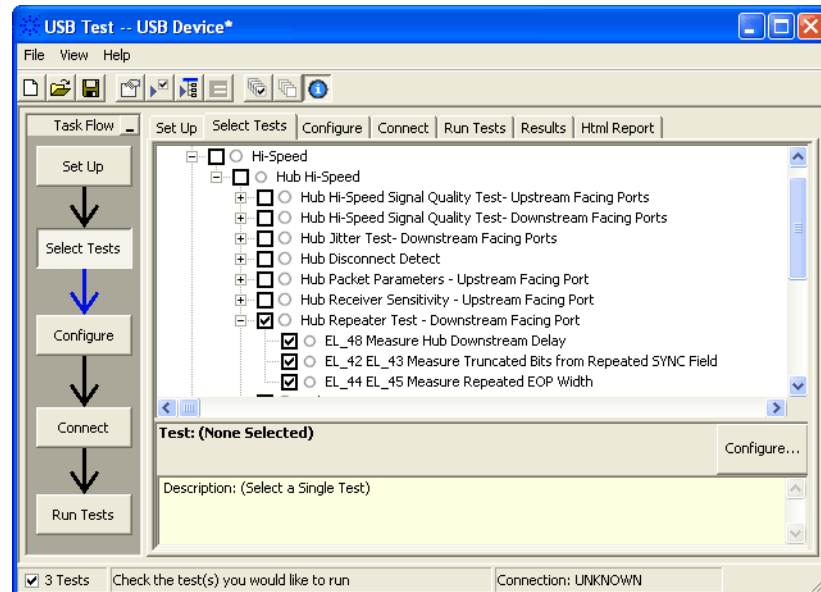 USB Test -- USB Device*
File View Help
Task Flow
Set Up Select Tests Configure Connect Run Tests Results Html Report
Set Up
Select Tests
Configure
Connect
Run Tests
Hi-Speed
Hub Hi-Speed
Hub Hi-Speed Signal Quality Test- Upstream Facing Ports
Hub Hi-Speed Signal Quality Test- Downstream Facing Ports
Hub Jitter Test- Downstream Facing Ports
Hub Disconnect Detect
Hub Packet Parameters - Upstream Facing Port
Hub Receiver Sensitivity - Upstream Facing Port
Hub Repeater Test - Downstream Facing Port
EL_48 Measure Hub Downstream Delay
EL_42 EL_43 Measure Truncated Bits from Repeated SYNC Field
EL_44 EL_45 Measure Repeated EOP Width
Test: (None Selected)
Configure...
Description: (Select a Single Test)
3 Tests Check the test(s) you would like to run Connection: UNKNOWN